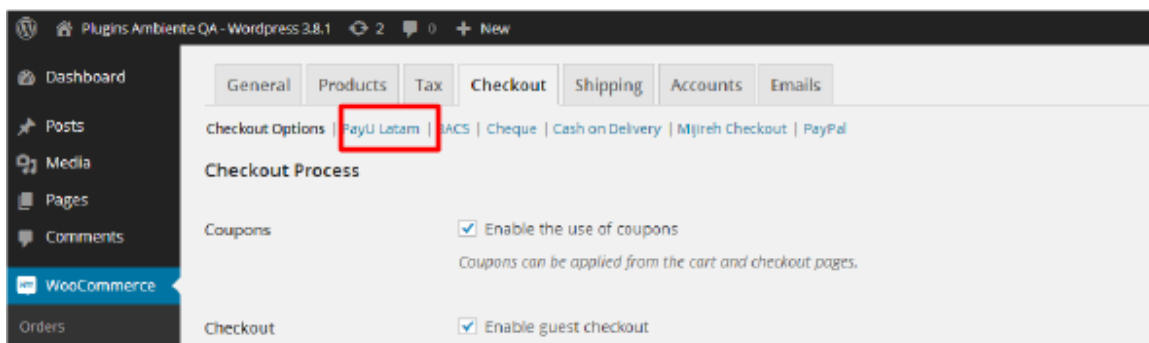 Plugins Ambiente QA - Wordpress 3.8.1 2 0 + New
Dashboard
Posts
Media
Pages
Comments
WooCommerce
Orders
General Products Tax Checkout Shipping Accounts Emails
Checkout Options | PayU Latam | BACS | Cheque | Cash on Delivery | Mijireh Checkout | PayPal
Checkout Process
Coupons Enable the use of coupons
Coupons can be applied from the cart and checkout pages.
Checkout Enable guest checkout